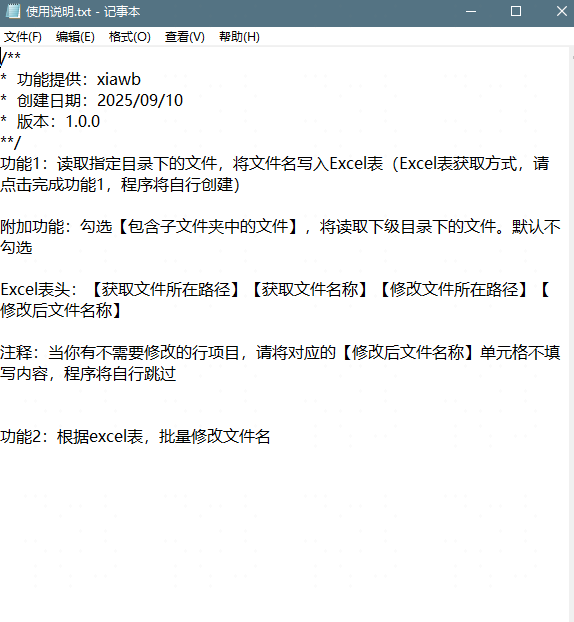 使用说明.txt - 记事本
文件(F) 编辑(E) 格式(O) 查看(V) 帮助(H)
/**
* 功能提供：xiawb
* 创建日期：2025/09/10
* 版本：1.0.0
**/
功能1：读取指定目录下的文件，将文件名写入Excel表（Excel表获取方式，请
点击完成功能1，程序将自行创建）
附加功能：勾选【包含子文件夹中的文件】，将读取下级目录下的文件。默认不
勾选
Excel表头：【获取文件所在路径】【获取文件名称】【修改文件所在路径】【
修改后文件名称】
注释：当你有不需要修改的行项目，请将对应的【修改后文件名称】单元格不填
写内容，程序将自行跳过
功能2：根据excel表，批量修改文件名